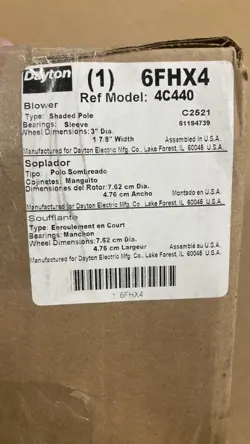 Dayton (1) 6FHX4
Ref Model: 4C440
Blower
Type: Shaded Pole C2521
Bearings: Sleeve 51194739
Wheel Dimensions: 3" Dia.
1 7/8" Width Assembled in U.S.A.
Manufactured for Dayton Electric Mfg. Co., Lake Forest, IL 60045 U.S.A.
Soplador
Tipo: Polo Sombreado
Cojinetes: Manguito
Dimensiones del Rotor: 7.62 cm Dia.
4.76 cm Ancho Montado en U.S.A.
Manufactured for Dayton Electric Mfg. Co., Lake Forest, IL 60045 U.S.A.
Soufflante
Type: Enroulement en Court
Bearings: Manchon
Wheel Dimensions: 7.62 cm Dia.
4.76 cm Largeur Assemblé au U.S.A.
Manufactured for Dayton Electric Mfg. Co., Lake Forest, IL 60045 U.S.A.
1 6FHX4